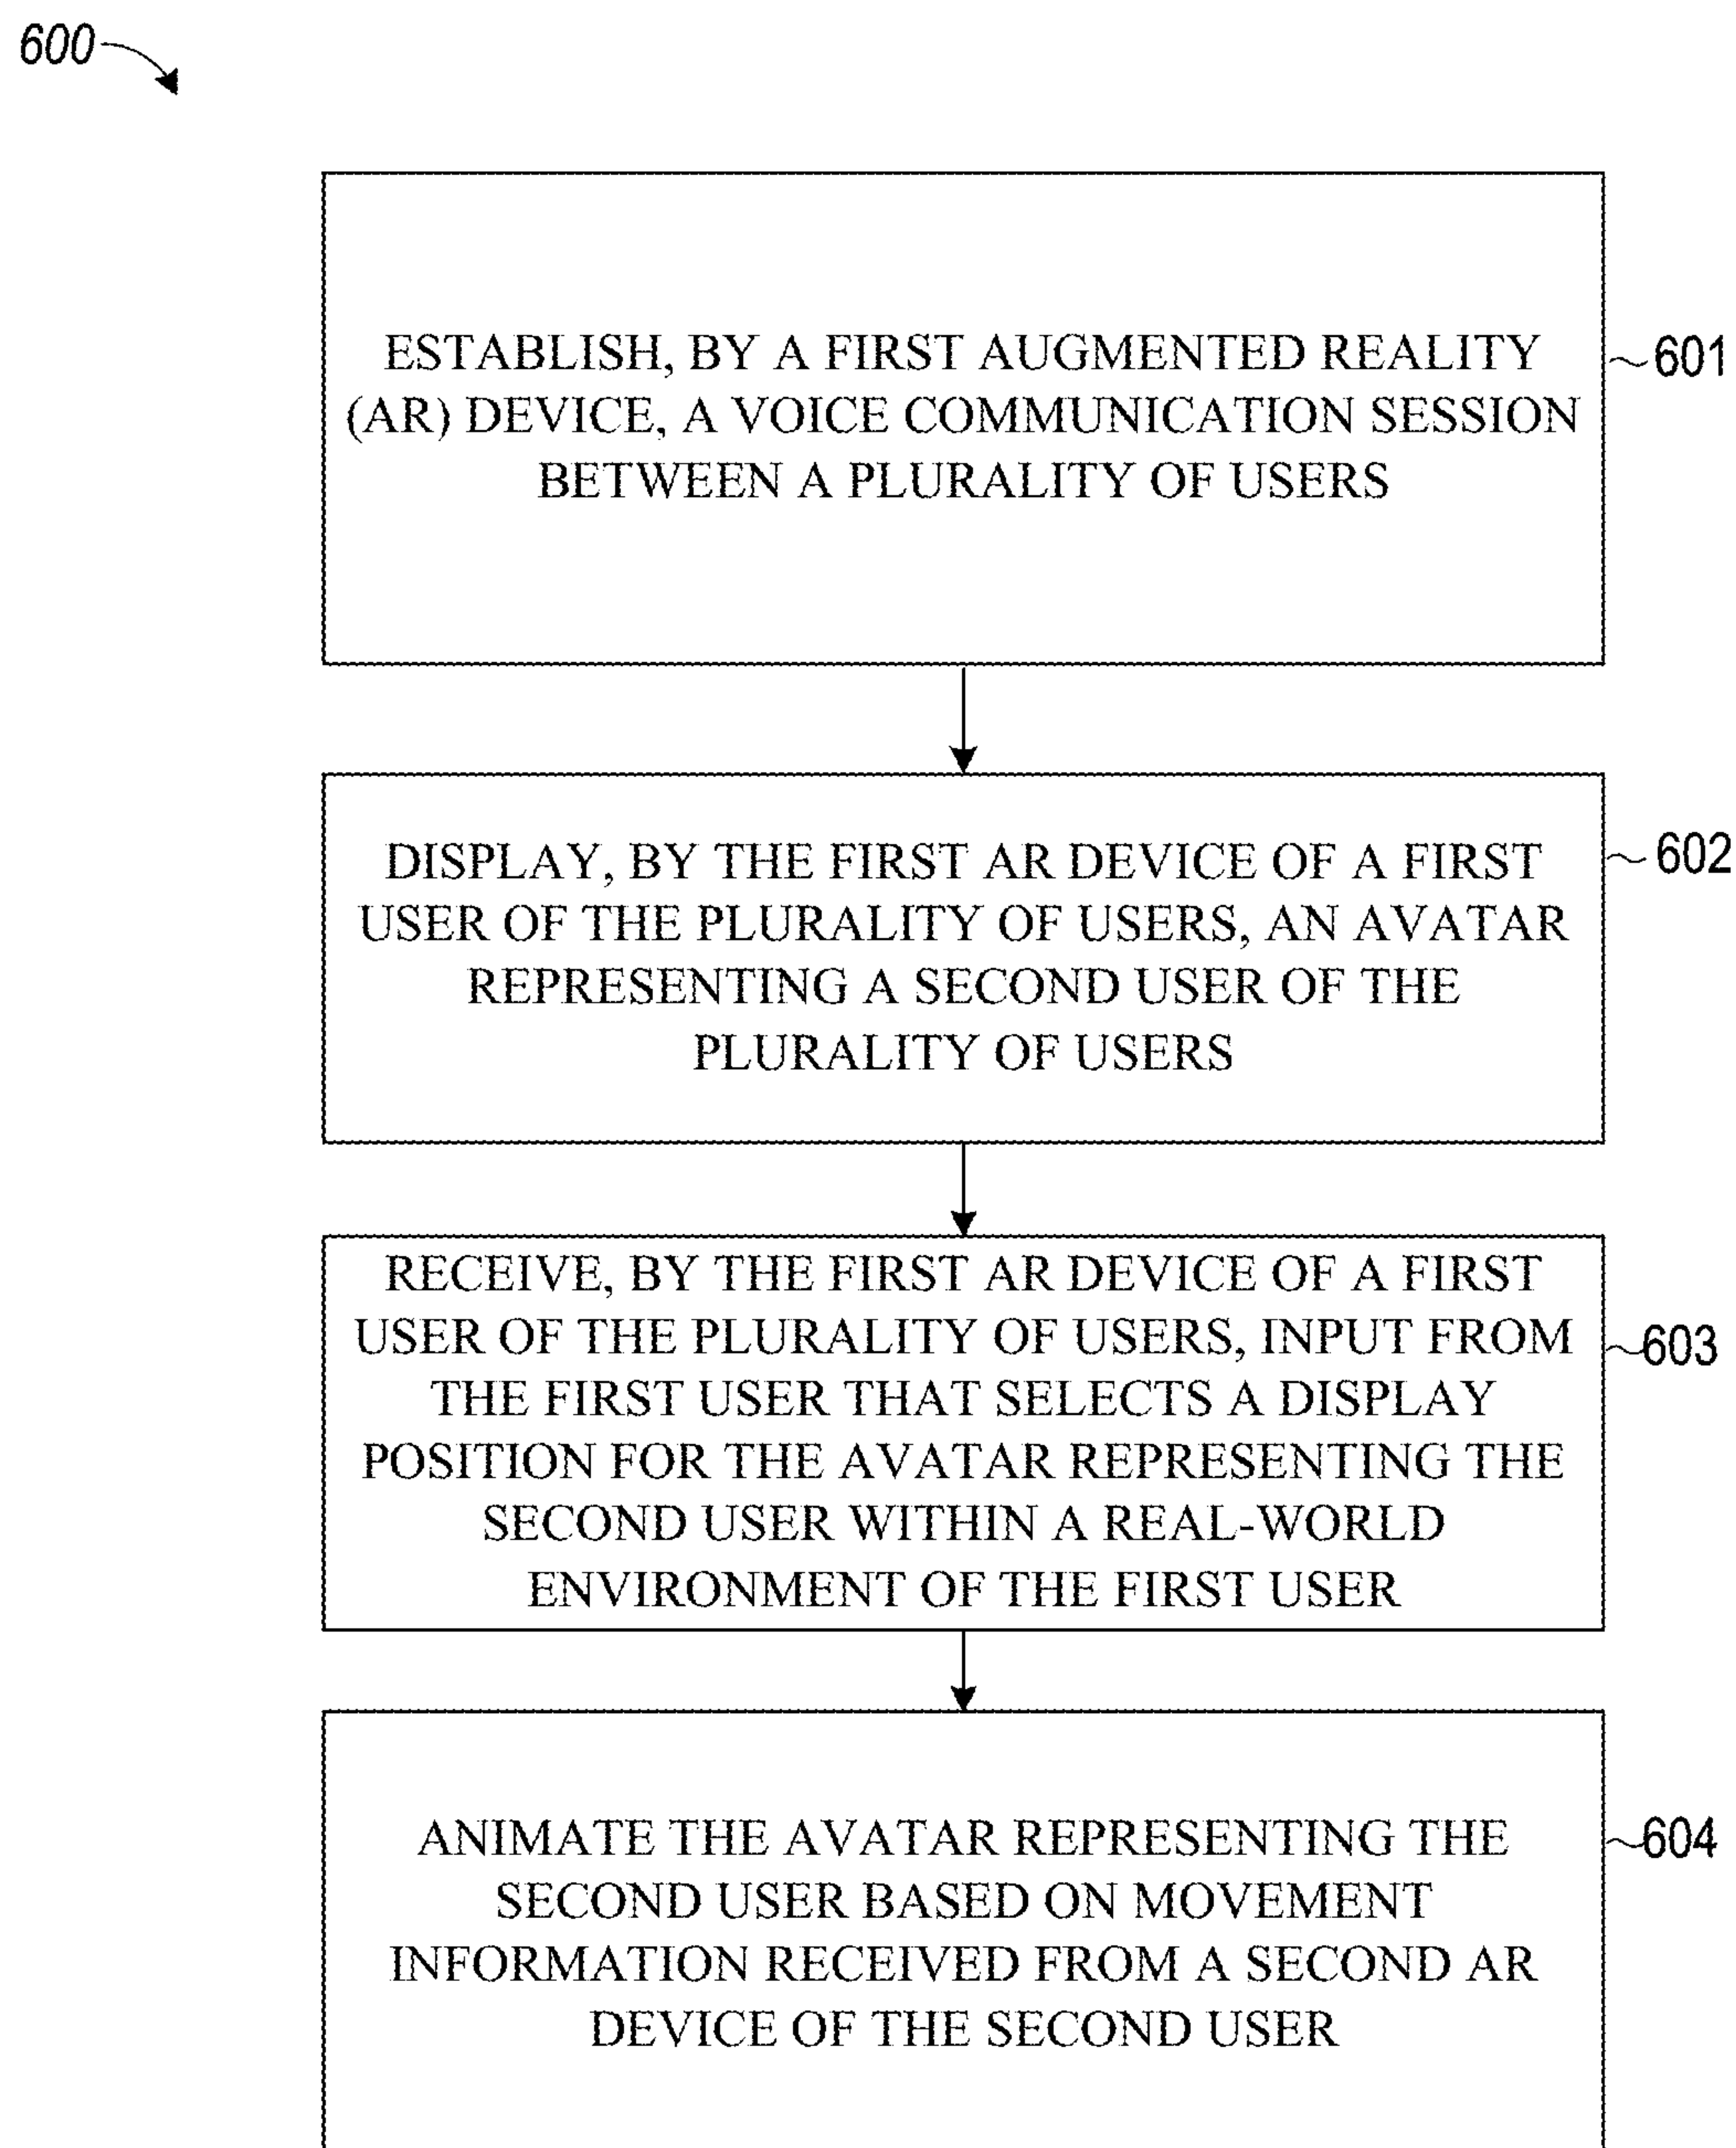 600
ESTABLISH, BY A FIRST AUGMENTED REALITY
(AR) DEVICE, A VOICE COMMUNICATION SESSION
BETWEEN A PLURALITY OF USERS
601
DISPLAY, BY THE FIRST AR DEVICE OF A FIRST
USER OF THE PLURALITY OF USERS, AN AVATAR
REPRESENTING A SECOND USER OF THE
PLURALITY OF USERS
602
RECEIVE, BY THE FIRST AR DEVICE OF A FIRST
USER OF THE PLURALITY OF USERS, INPUT FROM
THE FIRST USER THAT SELECTS A DISPLAY
POSITION FOR THE AVATAR REPRESENTING THE
SECOND USER WITHIN A REAL-WORLD
ENVIRONMENT OF THE FIRST USER
603
ANIMATE THE AVATAR REPRESENTING THE
SECOND USER BASED ON MOVEMENT
INFORMATION RECEIVED FROM A SECOND AR
DEVICE OF THE SECOND USER
604